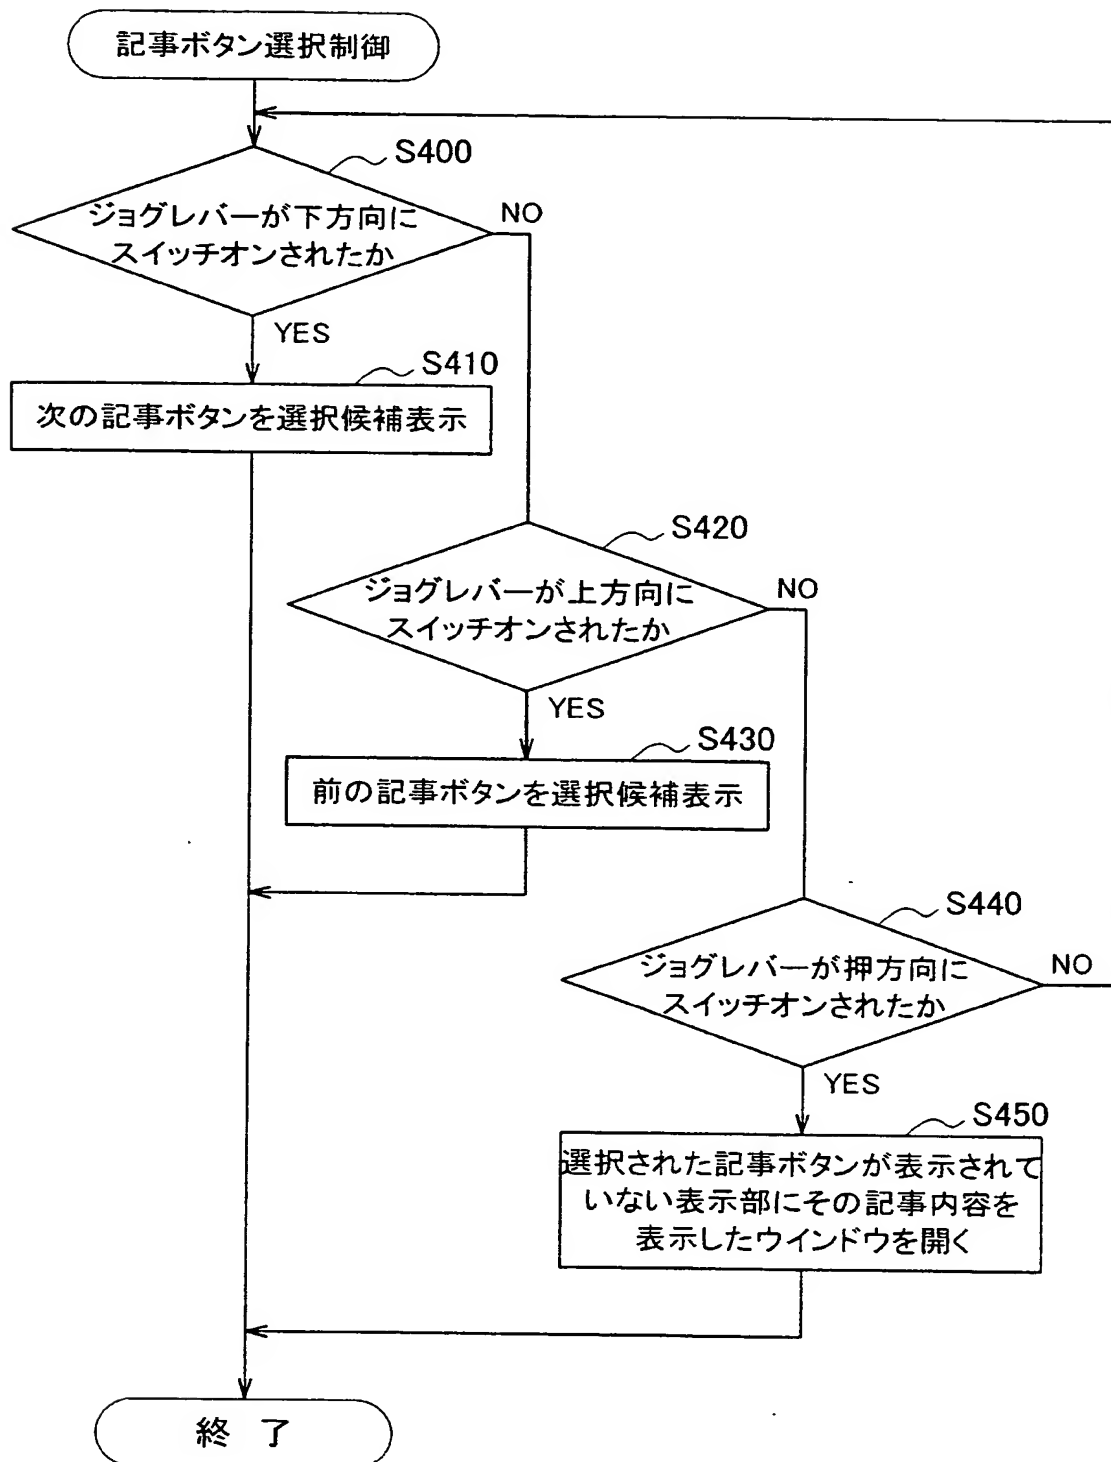 記事ボタン選択制御
S400
ジョグレバーが下方向に
スイッチオンされたか
NO
YES
S410
次の記事ボタンを選択候補表示
S420
ジョグレバーが上方向に
スイッチオンされたか
NO
YES
S430
前の記事ボタンを選択候補表示
S440
ジョグレバーが押方向に
スイッチオンされたか
NO
YES
S450
選択された記事ボタンが表示されて
いない表示部にその記事内容を
表示したウインドウを開く
終 了